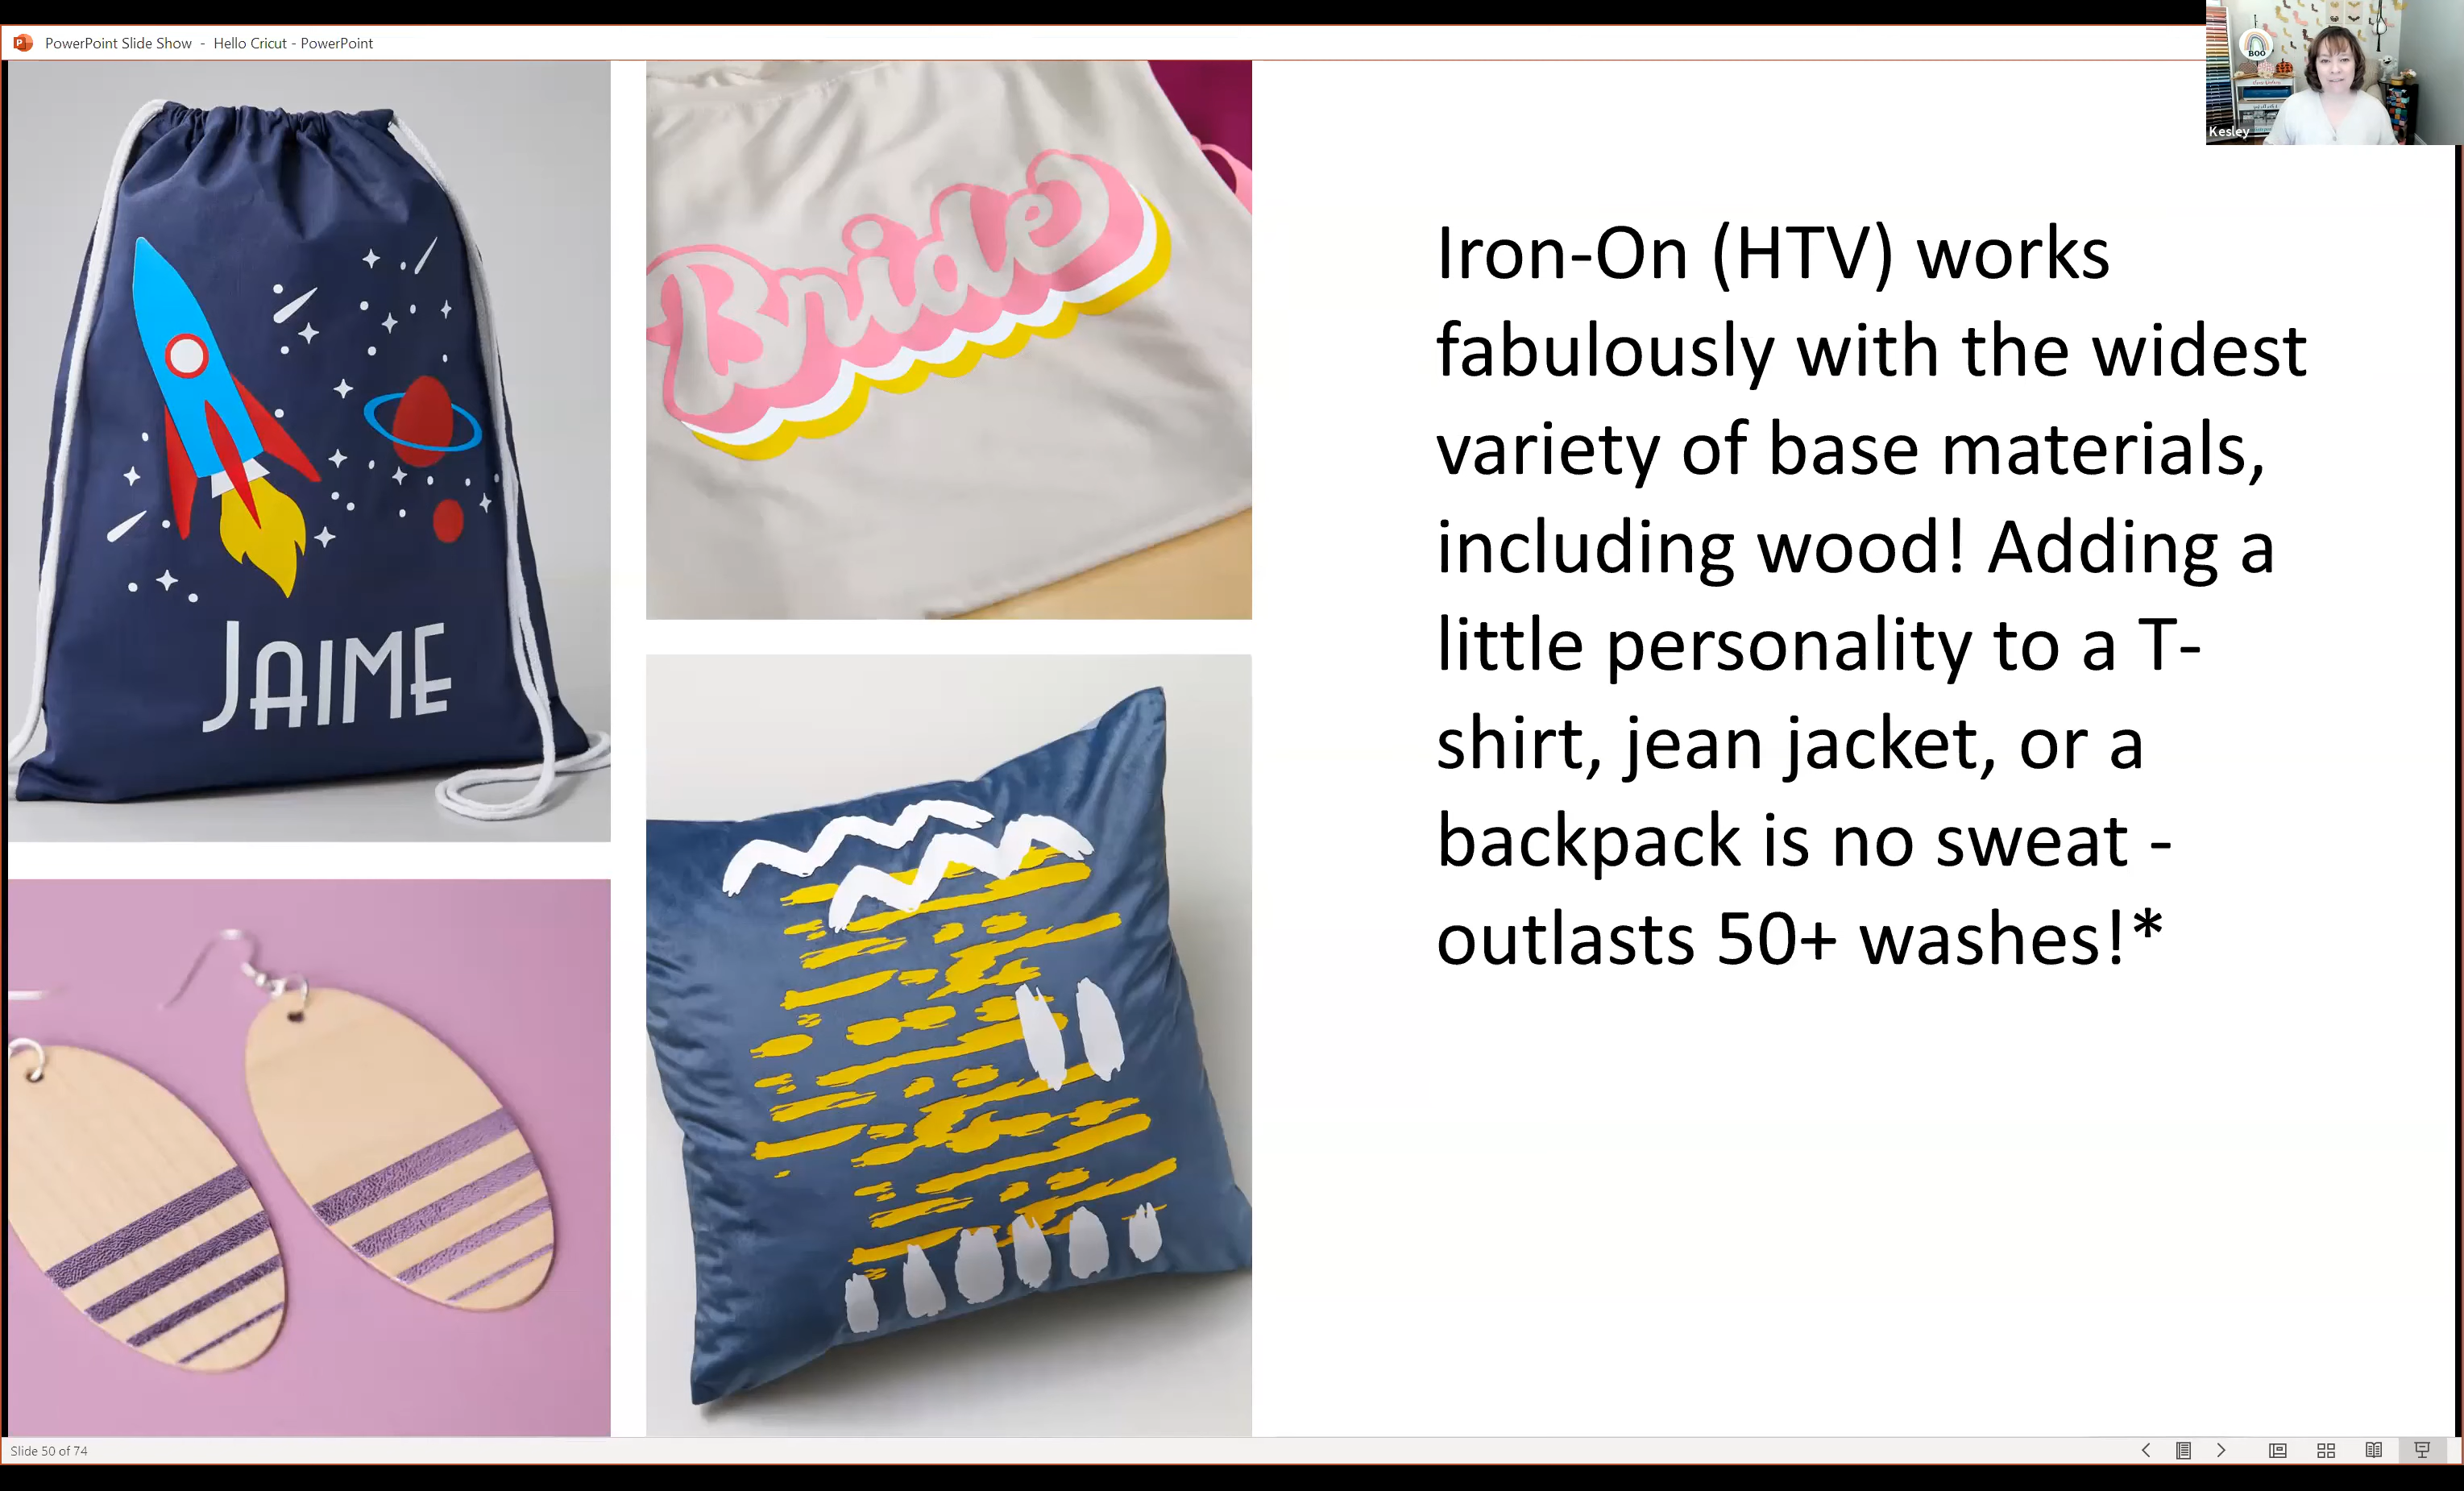 PowerPoint Slide Show - Hello Cricut - PowerPoint
BOO
Kesley
JAIME
Bride
Iron-On (HTV) works
fabulously with the widest
variety of base materials,
including wood! Adding a
little personality to a T-
shirt, jean jacket, or a
backpack is no sweat -
outlasts 50+ washes!*
Slide 50 of 74